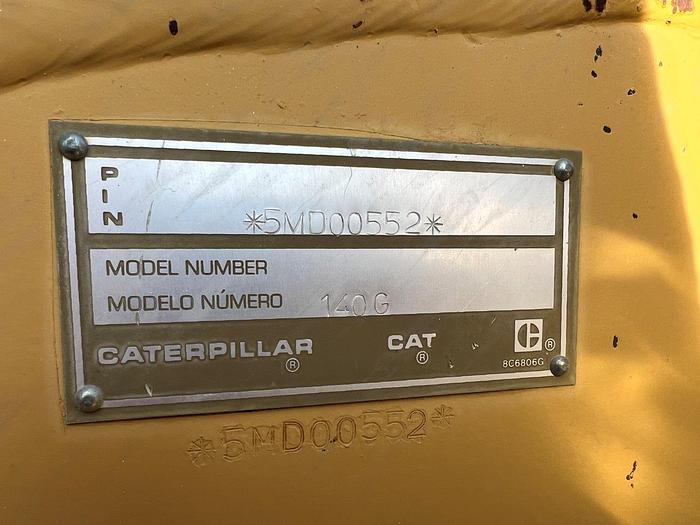 PIN
*5MD00552*
MODEL NUMBER
MODELO NÚMERO 140G
CATERPILLAR ® CAT ® C ®
8C6806G
*5MD00552*